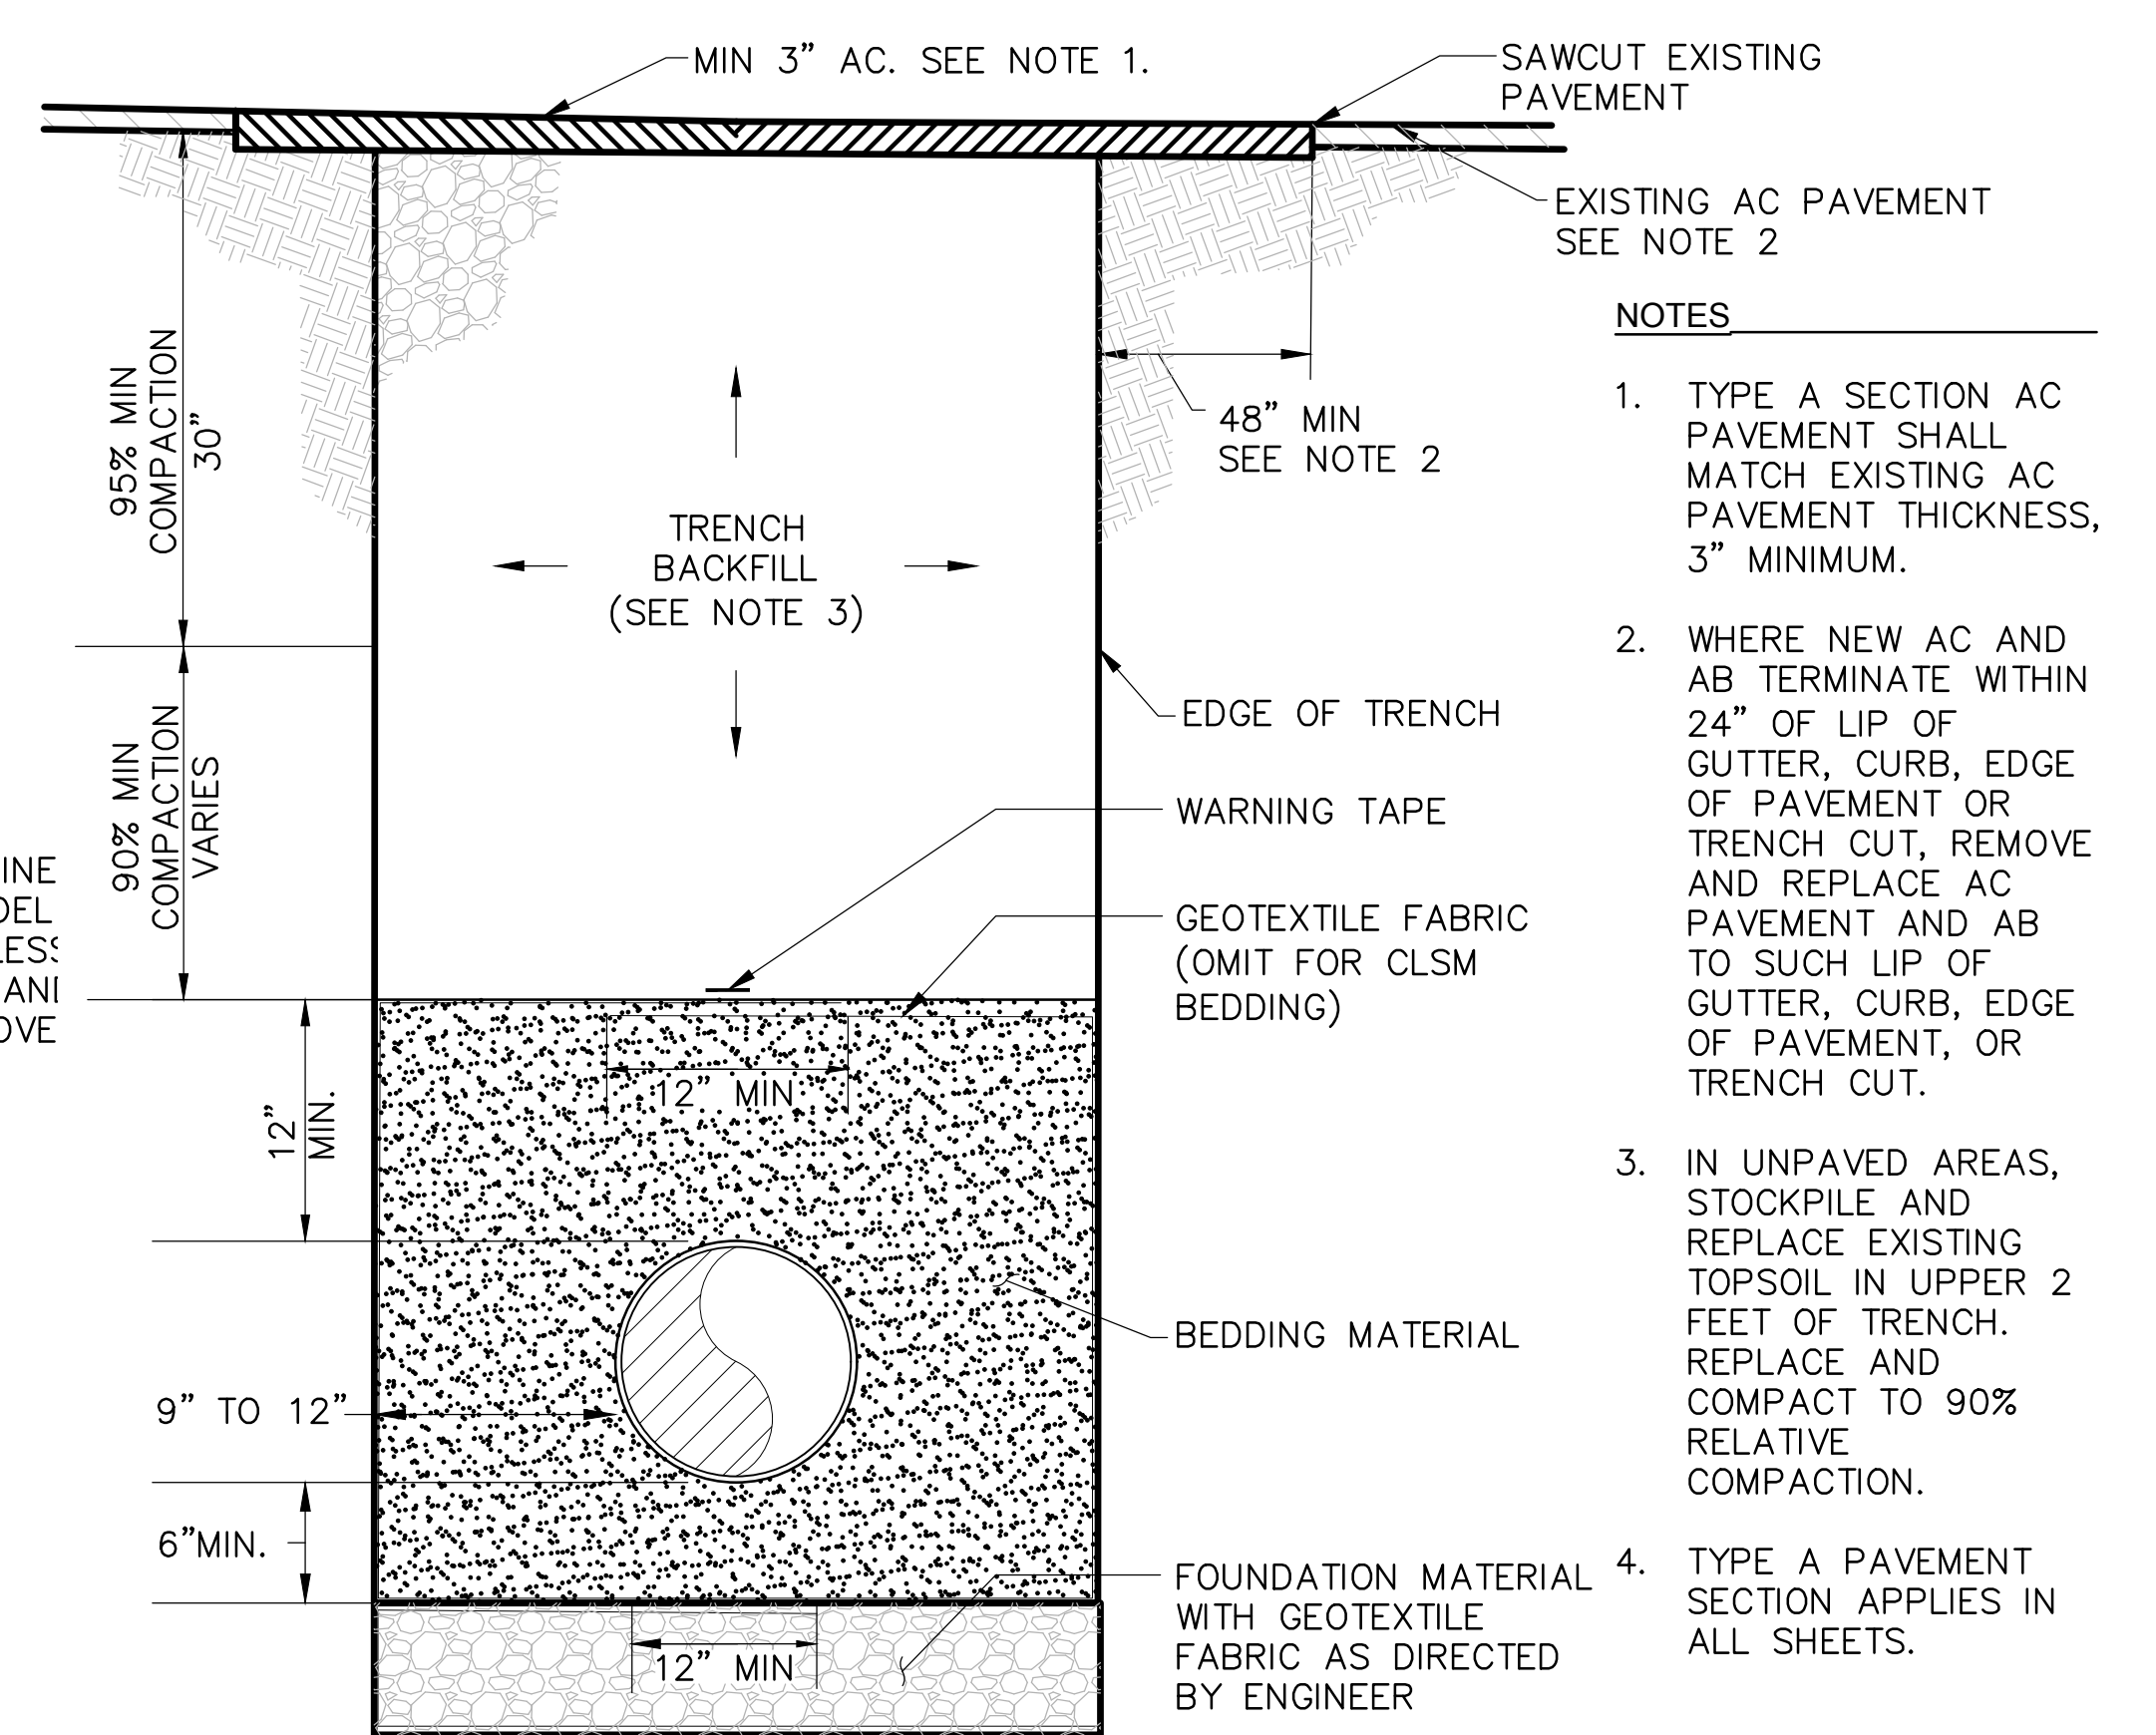 MIN 3” AC. SEE NOTE 1.
SAWCUT EXISTING
PAVEMENT
EXISTING AC PAVEMENT
SEE NOTE 2
95% MIN
COMPACTION
30”
48” MIN
SEE NOTE 2
TRENCH
BACKFILL
(SEE NOTE 3)
EDGE OF TRENCH
90% MIN
COMPACTION
VARIES
WARNING TAPE
GEOTEXTILE FABRIC
(OMIT FOR CLSM
BEDDING)
12” MIN
12”
MIN.
BEDDING MATERIAL
9” TO 12”
6”MIN.
FOUNDATION MATERIAL
WITH GEOTEXTILE
FABRIC AS DIRECTED
BY ENGINEER
12” MIN
NOTES
1. TYPE A SECTION AC
PAVEMENT SHALL
MATCH EXISTING AC
PAVEMENT THICKNESS,
3” MINIMUM.
2. WHERE NEW AC AND
AB TERMINATE WITHIN
24” OF LIP OF
GUTTER, CURB, EDGE
OF PAVEMENT OR
TRENCH CUT, REMOVE
AND REPLACE AC
PAVEMENT AND AB
TO SUCH LIP OF
GUTTER, CURB, EDGE
OF PAVEMENT, OR
TRENCH CUT.
3. IN UNPAVED AREAS,
STOCKPILE AND
REPLACE EXISTING
TOPSOIL IN UPPER 2
FEET OF TRENCH.
REPLACE AND
COMPACT TO 90%
RELATIVE
COMPACTION.
4. TYPE A PAVEMENT
SECTION APPLIES IN
ALL SHEETS.